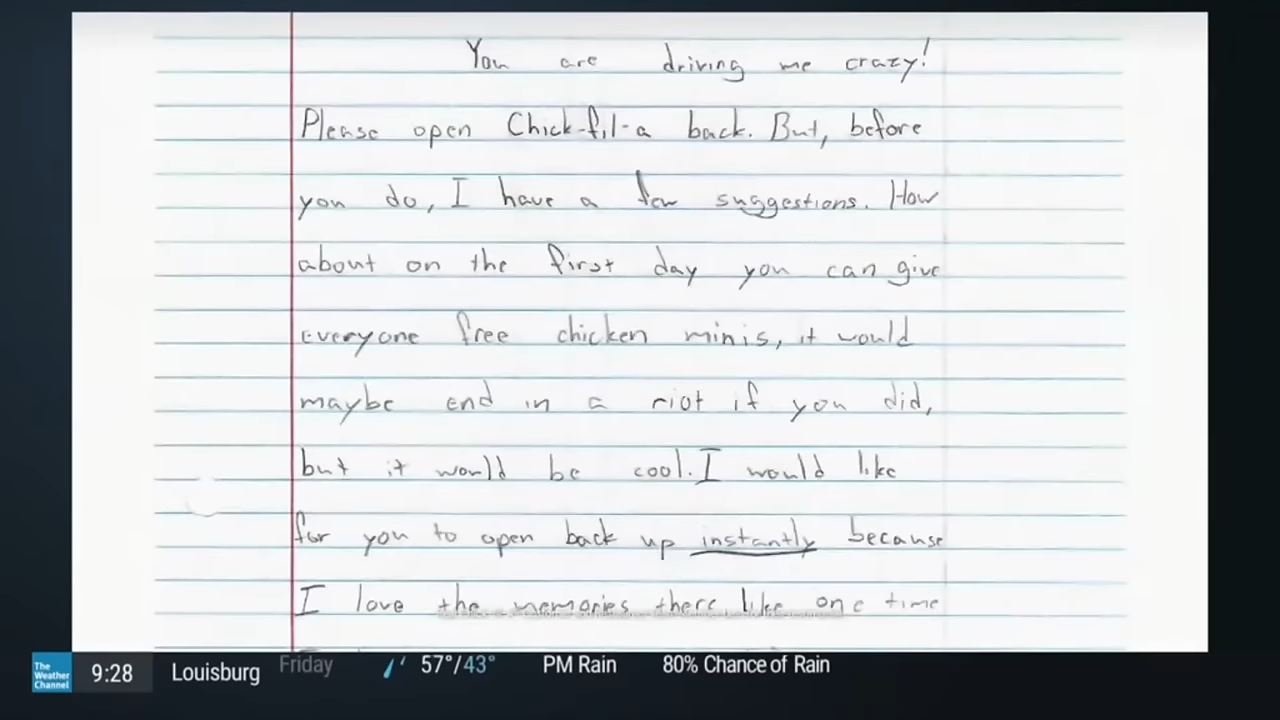 You are driving me crazy!
Please open Chick-fil-a back. But, before
you do, I have a few suggestions. How
about on the first day you can give
everyone free chicken minis, it would
maybe end in a riot if you did,
but it would be cool. I would like
for you to open back up instantly because
I love the memories there like one time
The Weather Channel
9:28 Louisburg Friday 57°/43° PM Rain 80% Chance of Rain